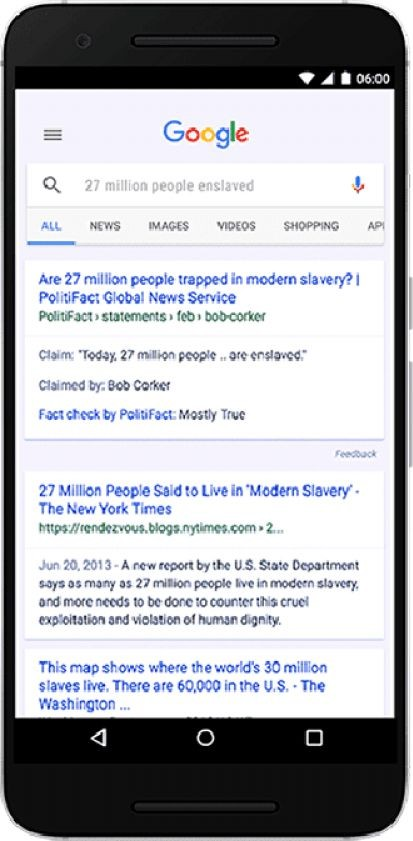 06:00
Google
27 million people enslaved
ALL NEWS IMAGES VIDEOS SHOPPING
Are 27 million people trapped in modern slavery? |
PolitiFact Global News Service
PolitiFact › statements › feb › bob-corker
Claim: "Today, 27 million people .. are enslaved."
Claimed by: Bob Corker
Fact check by PolitiFact: Mostly True
Feedback
27 Million People Said to Live in 'Modern Slavery' -
The New York Times
https://rendezvous.blogs.nytimes.com › 2...
Jun 20, 2013 - A new report by the U.S. State Department
says as many as 27 million people live in modern slavery,
and more needs to be done to counter this cruel
exploitation and violation of human dignity.
This map shows where the world's 30 million
slaves live. There are 60,000 in the U.S. - The
Washington ...